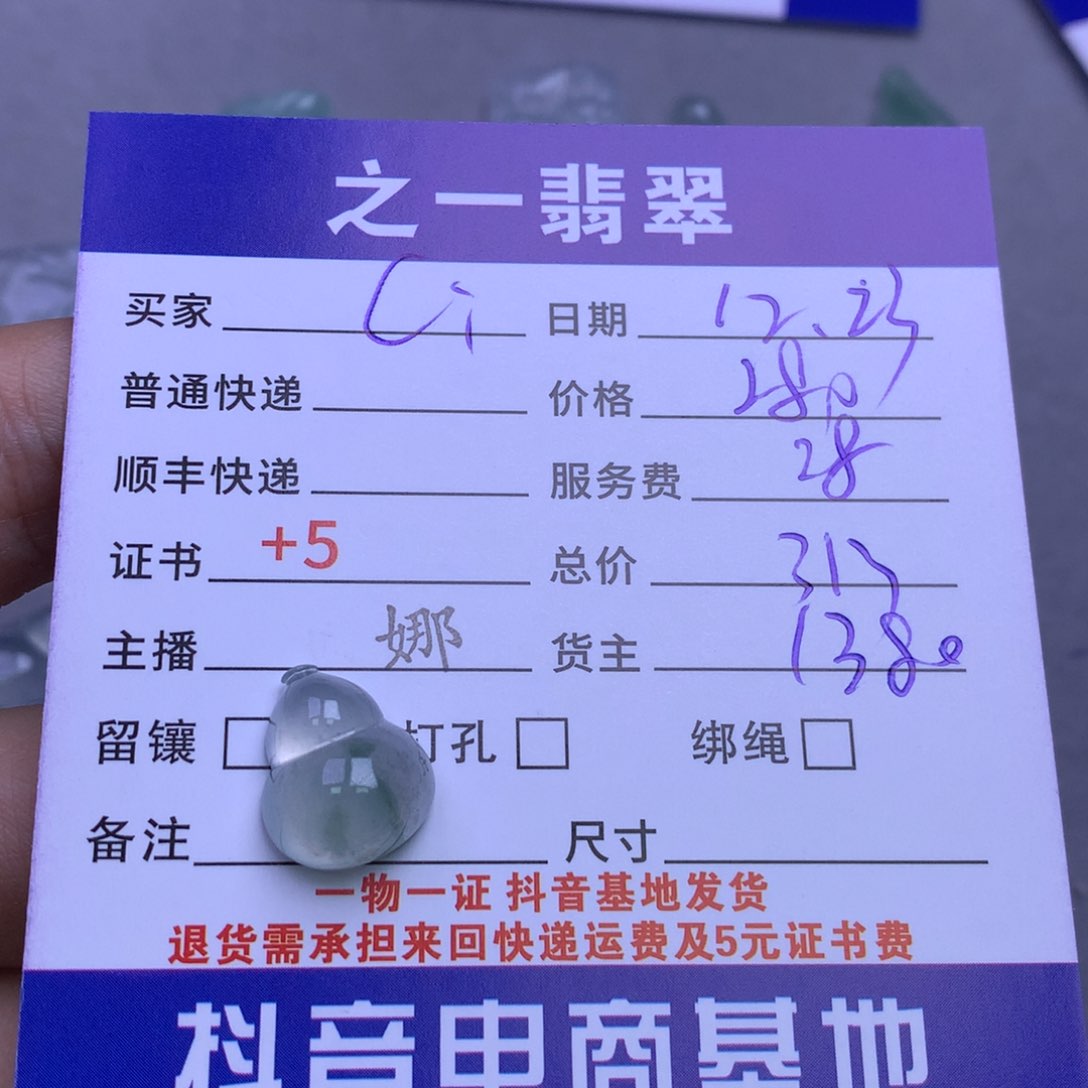 之一翡翠
买家 日期 12.23
普通快递 价格 280
顺丰快递 服务费 28
证书 +5 总价 313
主播 娜 货主 1380
留镶 打孔 绑绳
备注 尺寸
一物一证 抖音基地发货
退货需承担来回快递运费及5元证书费
抖音电商基地